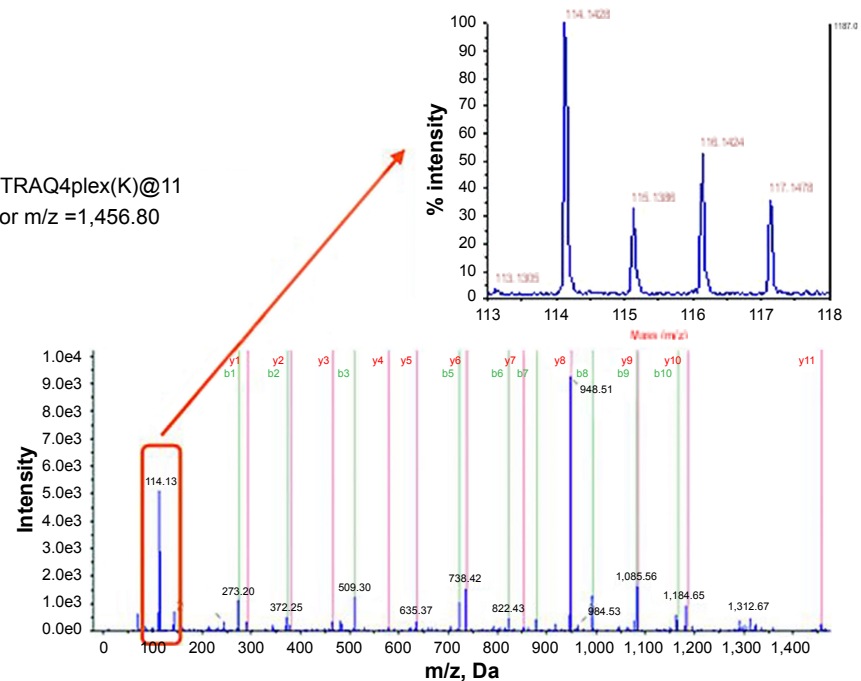 TRAQ4plex(K)@11
or m/z =1,456.80
% intensity
100
90
80
70
60
50
40
30
20
10
0
114.1428
1187.0
116.1424
115.1386
117.1478
113.1305
113 114 115 116 117 118
Mass (m/z)
Intensity
1.0e4
9.0e3
8.0e3
7.0e3
6.0e3
5.0e3
4.0e3
3.0e3
2.0e3
1.0e3
0.0e0
y1 y2 y3 y4 y5 y6 y7 y8 y9 y10 y11
b1 b2 b3 b5 b6 b7 b8 b9 b10
948.51
114.13
273.20
372.25
509.30
635.37
738.42
822.43
984.53
1,085.56
1,184.65
1,312.67
0 100 200 300 400 500 600 700 800 900 1,000 1,100 1,200 1,300 1,400
m/z, Da